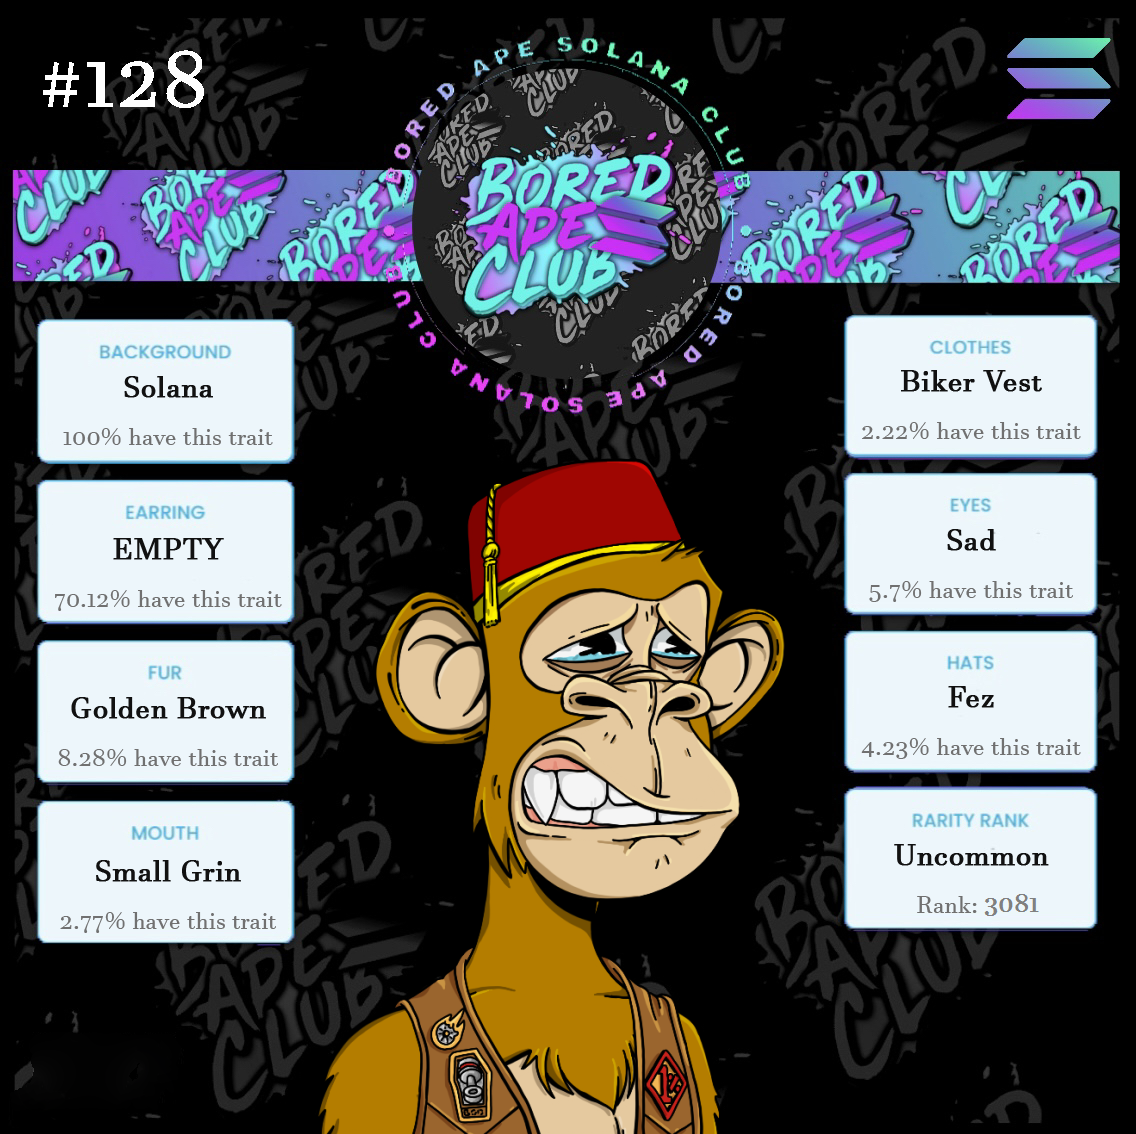 #128
BORED APE SOLANA CLUB
BORED APE SOLANA CLUB
BORED
APE
CLUB
BACKGROUND
Solana
100% have this trait
EARRING
EMPTY
70.12% have this trait
FUR
Golden Brown
8.28% have this trait
MOUTH
Small Grin
2.77% have this trait
CLOTHES
Biker Vest
2.22% have this trait
EYES
Sad
5.7% have this trait
HATS
Fez
4.23% have this trait
RARITY RANK
Uncommon
Rank: 3081